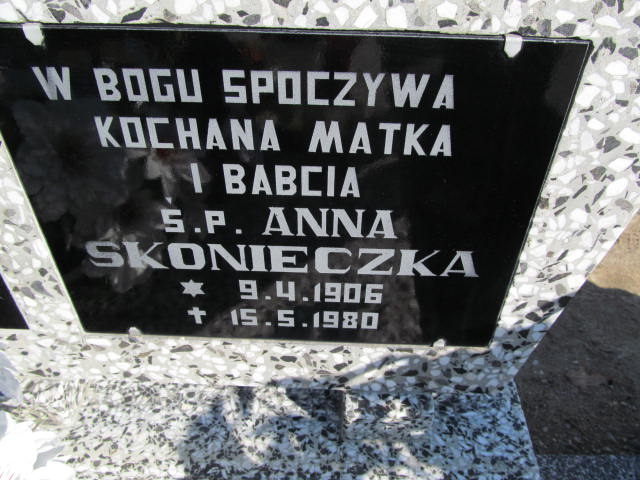 W BOGU SPOCZYWA
KOCHANA MATKA
I BABCIA
Ś.P. ANNA
SKONIECZKA
* 9.4.1906
✝ 15.5.1980